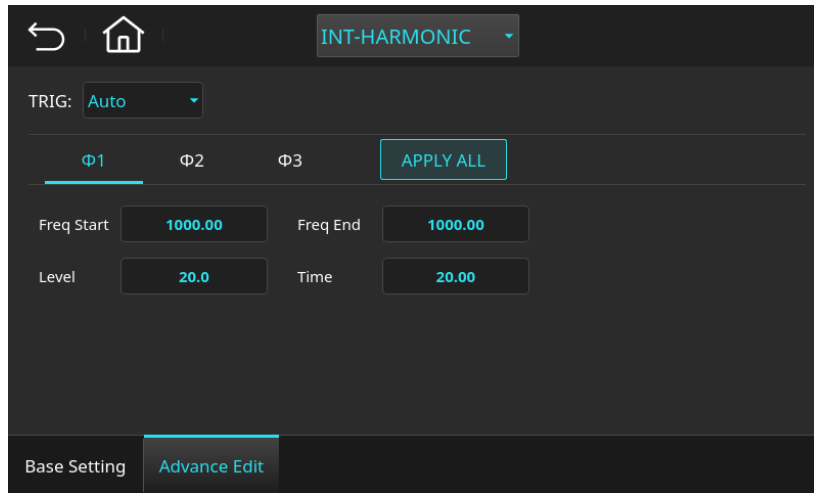 INT-HARMONIC
TRIG: Auto
Φ1 Φ2 Φ3 APPLY ALL
Freq Start 1000.00 Freq End 1000.00
Level 20.0 Time 20.00
Base Setting Advance Edit